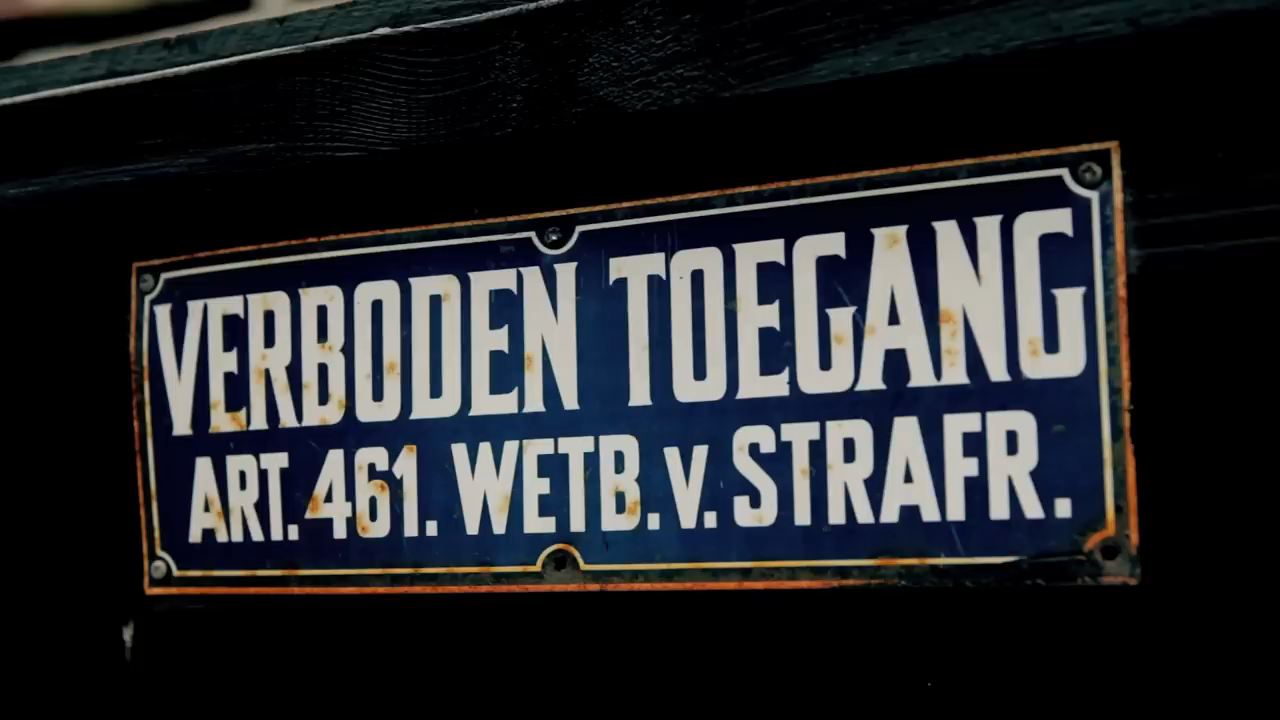 VERBODEN TOEGANG
ART. 461. WETB. V. STRAFR.